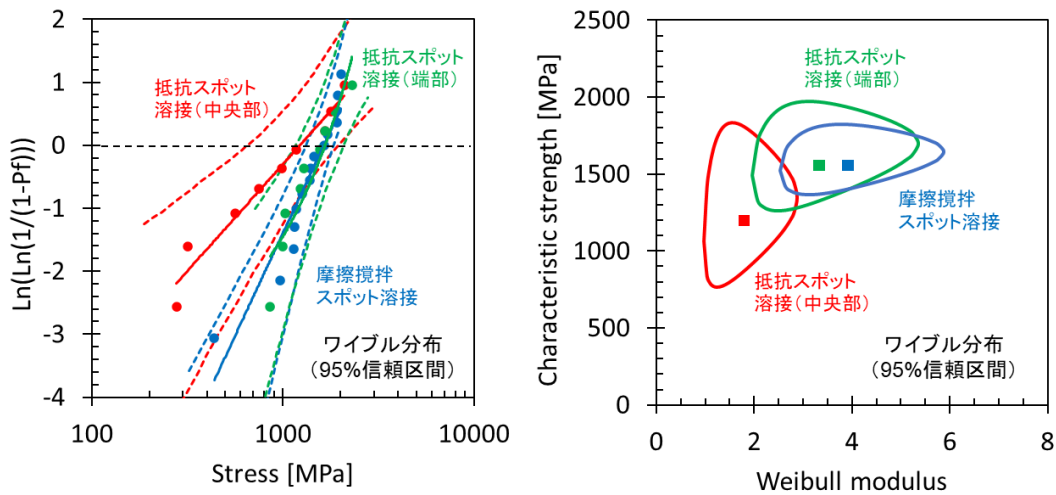 2
1
0
-1
-2
-3
-4
Ln(Ln(1/(1-Pf)))
抵抗スポット
溶接（中央部）
抵抗スポット
溶接（端部）
摩擦撹拌
スポット溶接
ワイブル分布
（95%信頼区間）
100
1000
10000
Stress [MPa]
2500
2000
1500
1000
500
0
Characteristic strength [MPa]
抵抗スポット
溶接（端部）
摩擦撹拌
スポット溶接
抵抗スポット
溶接（中央部）
ワイブル分布
（95%信頼区間）
0
2
4
6
8
Weibull modulus